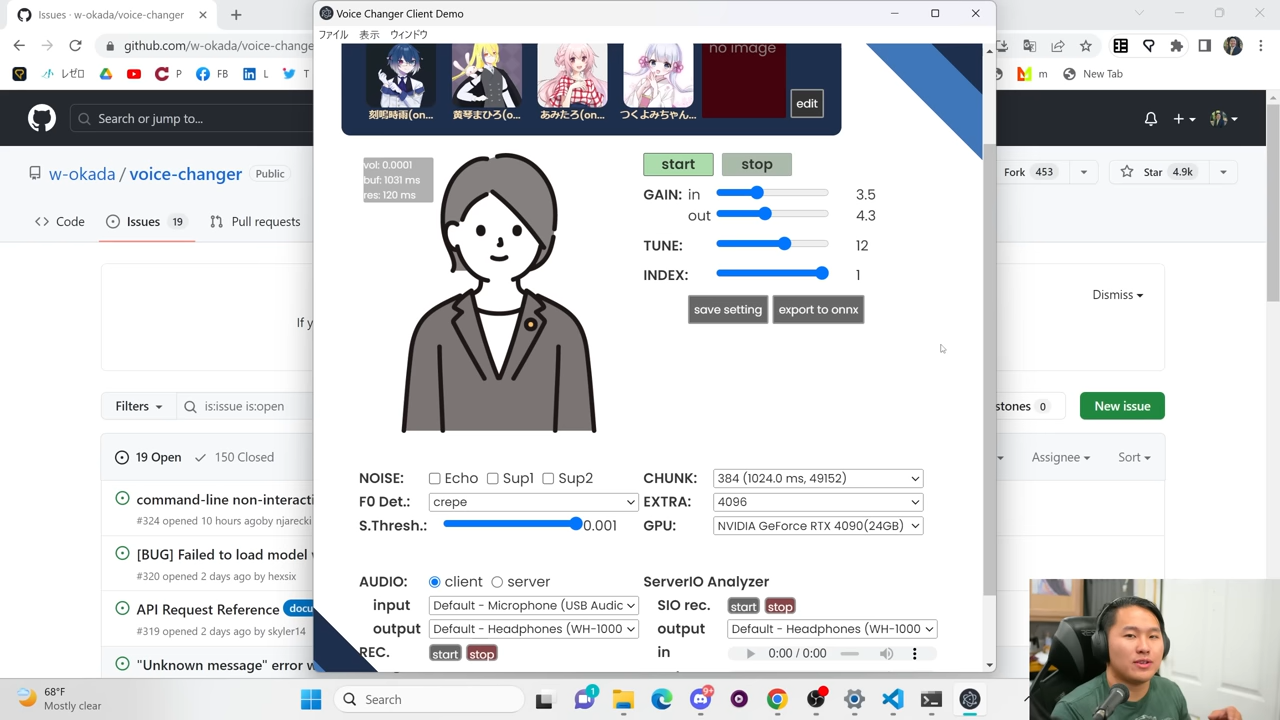 Issues · w-okada/voice-changer
Voice Changer Client Demo
github.com/w-okada/voice-change
ファイル 表示 ウィンドウ
レゼロ
P
FB
L
T
m
New Tab
no image
edit
刻鳴時雨(on...
黄琴まひろ(o...
あみたろ(on...
つくよみちゃん...
Search or jump to...
w-okada / voice-changer
Public
Fork 453
Star 4.9k
Code
Issues 19
Pull requests
vol: 0.0001
buf: 1031 ms
res: 120 ms
start
stop
GAIN: in 3.5
out 4.3
TUNE: 12
INDEX: 1
save setting
export to onnx
If y
Dismiss
Filters
is:issue is:open
stones 0
New issue
19 Open
150 Closed
Assignee
Sort
command-line non-interacti
#324 opened 10 hours agoby njarecki
[BUG] Failed to load model
#320 opened 2 days ago by hexsix
API Request Reference
docu
#319 opened 2 days ago by skyler14
"Unknown message" error w
NOISE: Echo Sup1 Sup2
F0 Det.: crepe
S.Thresh.: 0.001
CHUNK: 384 (1024.0 ms, 49152)
EXTRA: 4096
GPU: NVIDIA GeForce RTX 4090(24GB)
AUDIO: client server
input Default - Microphone (USB Audic
output Default - Headphones (WH-1000
REC. start stop
ServerIO Analyzer
SIO rec. start stop
output Default - Headphones (WH-1000
in 0:00 / 0:00
68°F
Mostly clear
Search
1
9+